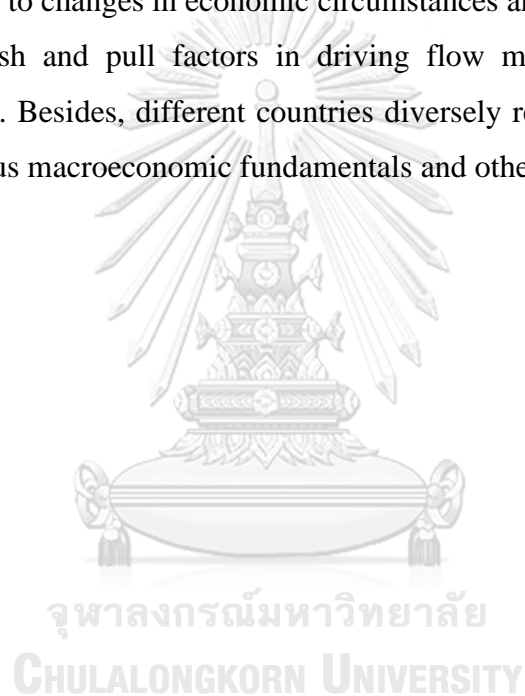 to changes in economic circumstances a
sh and pull factors in driving flow m
. Besides, different countries diversely r
us macroeconomic fundamentals and othe
จุฬาลงกรณ์มหาวิทยาลัย
CHULALONGKORN UNIVERSITY